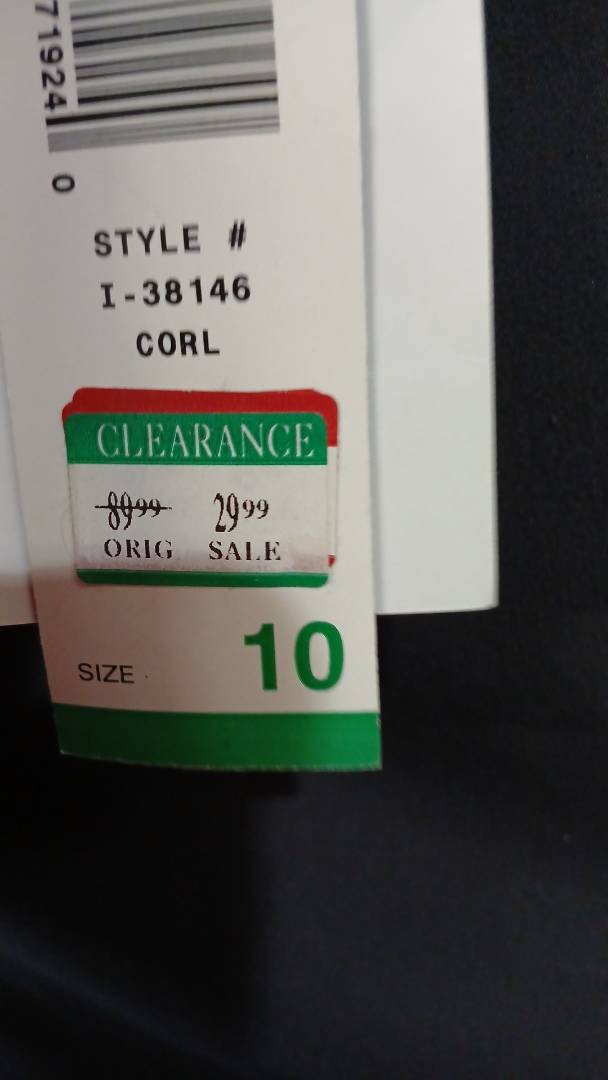 71924
0
STYLE #
I-38146
CORL
CLEARANCE
89.99 29.99
ORIG SALE
SIZE 10